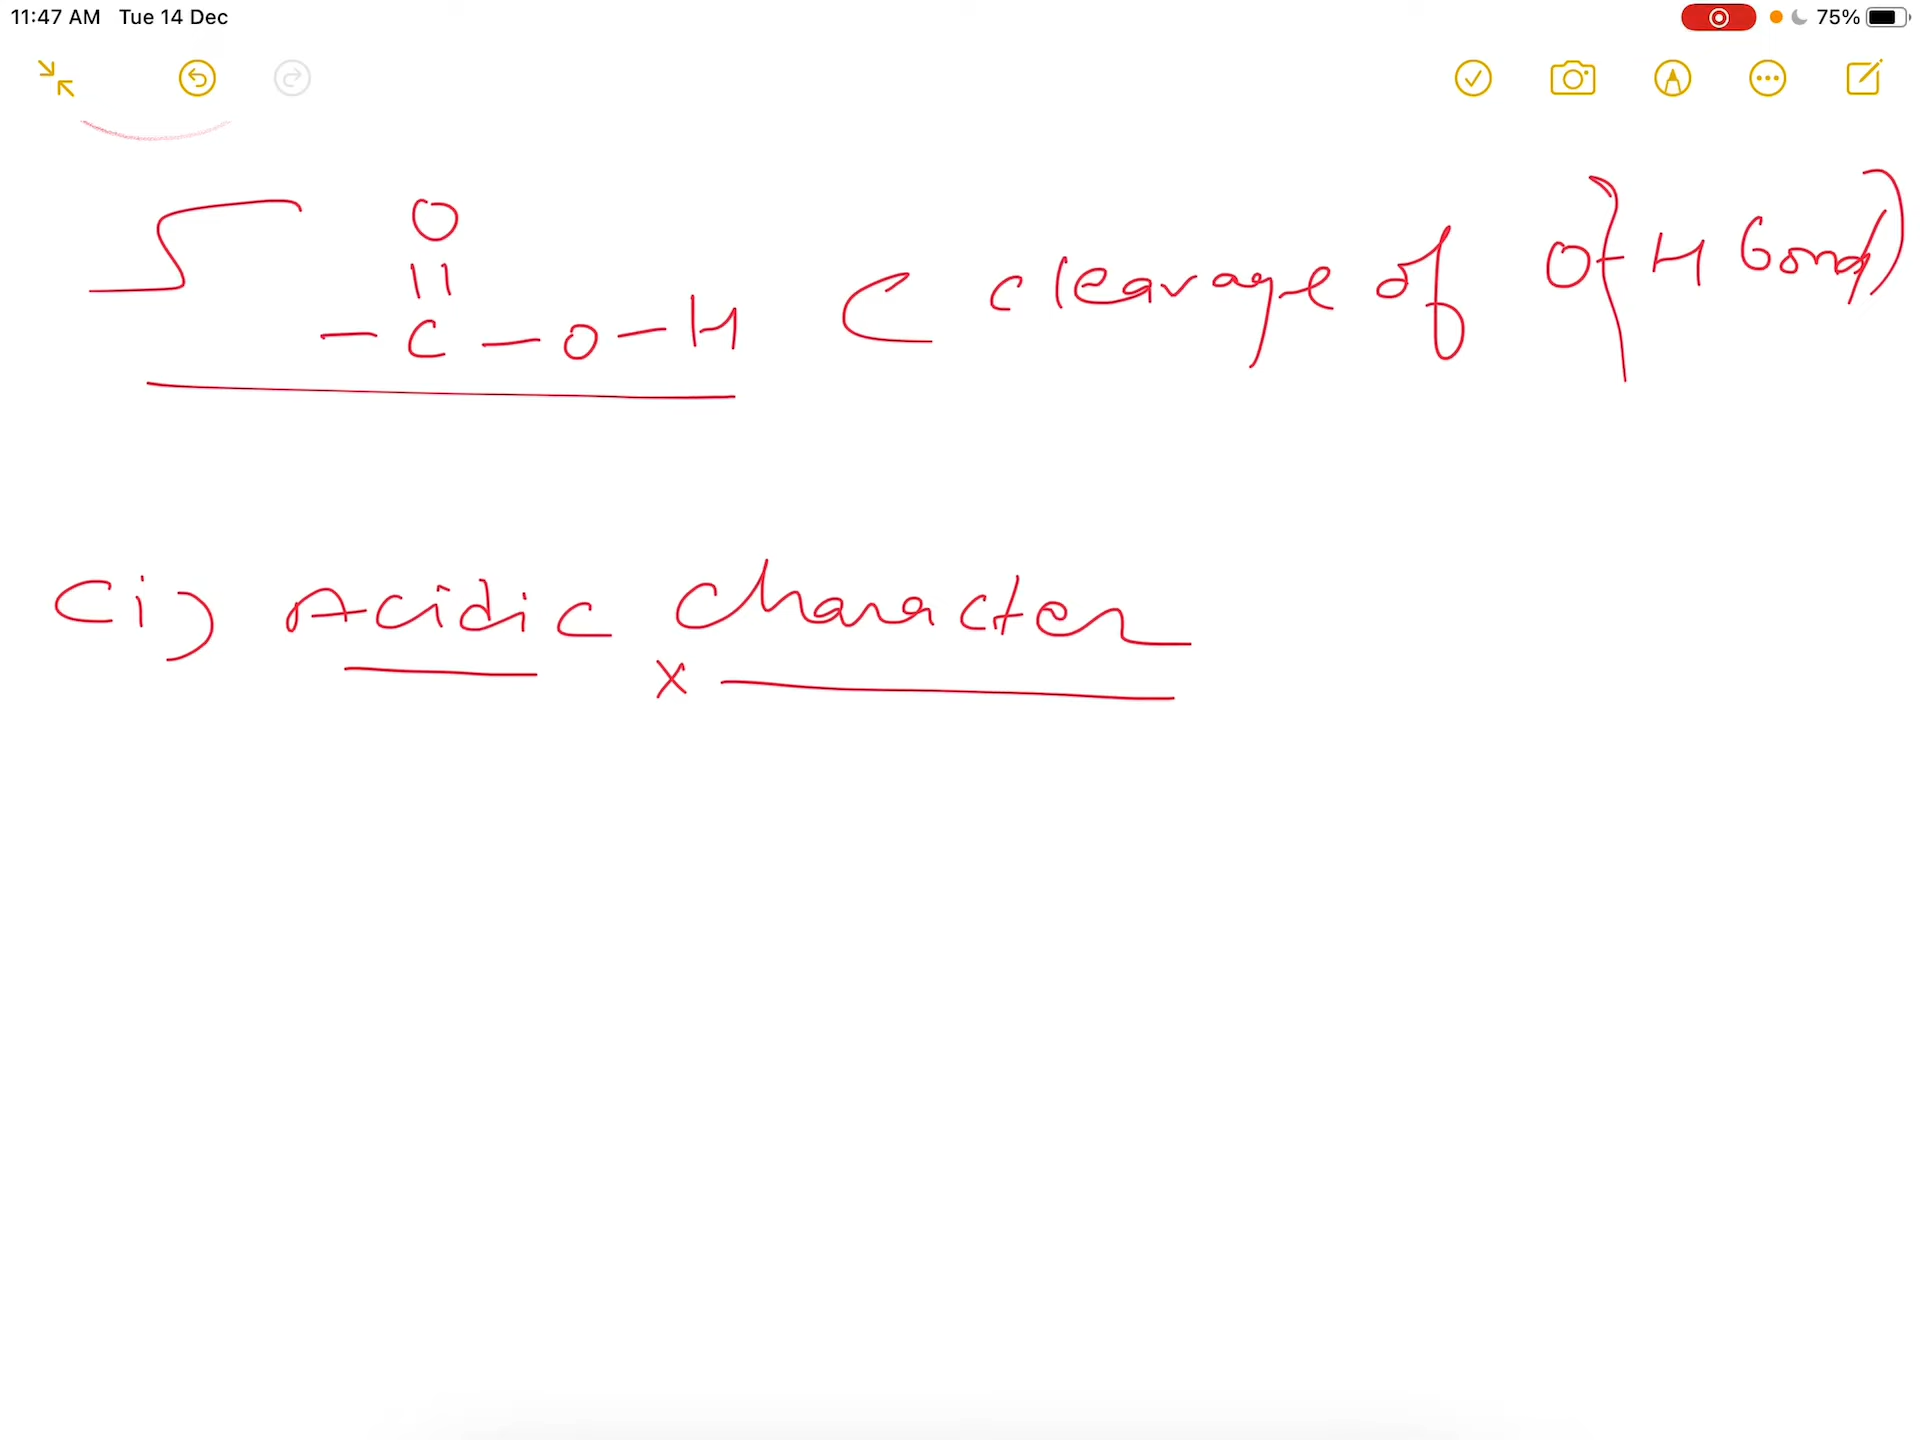 11:47 AM Tue 14 Dec
75%
O
||
- C - O - H ( cleavage of O - H bond)
(i) Acidic character
x